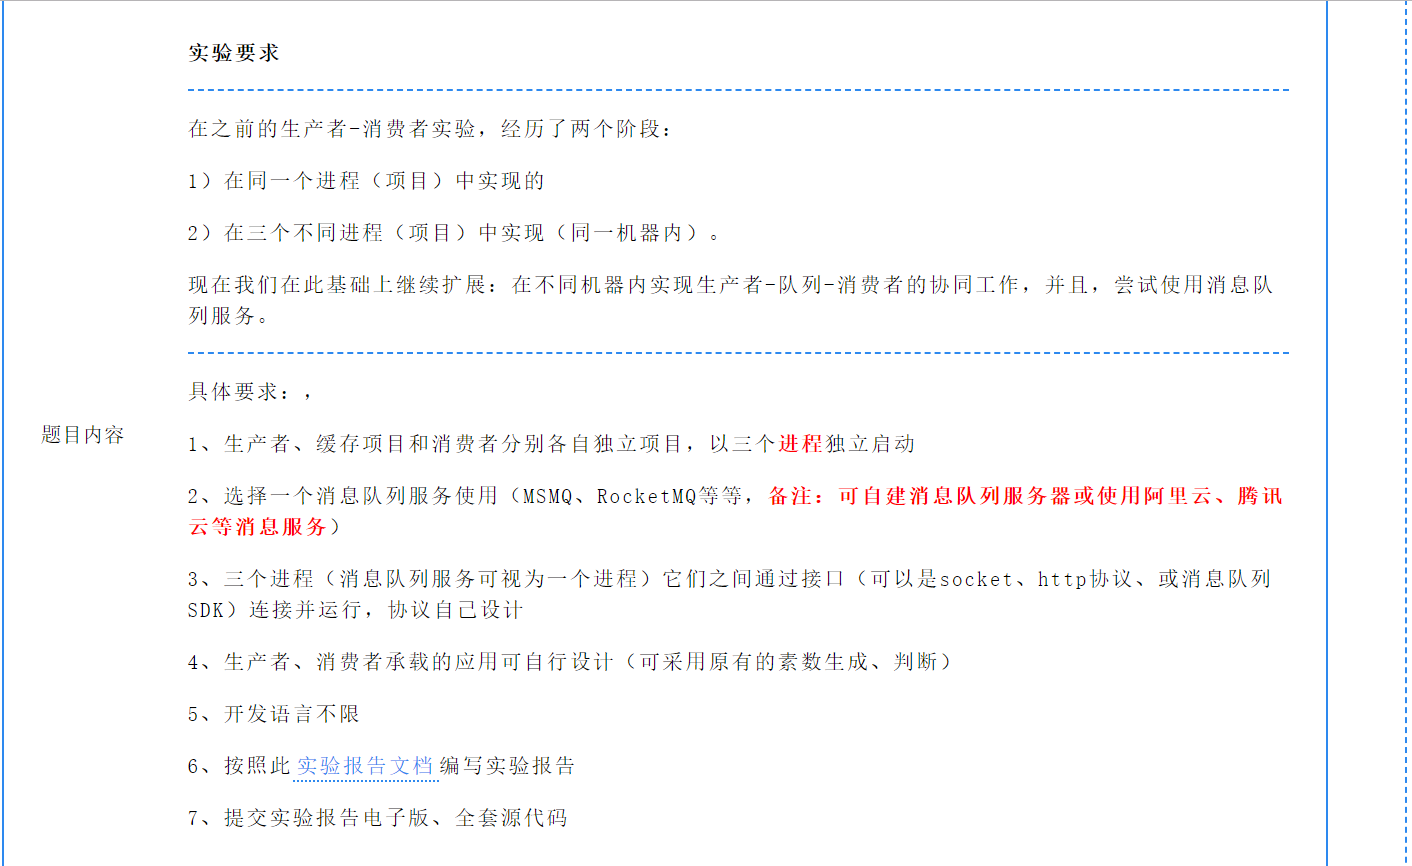 实验要求
在之前的生产者-消费者实验，经历了两个阶段：
1）在同一个进程（项目）中实现的
2）在三个不同进程（项目）中实现（同一机器内）。
现在我们在此基础上继续扩展：在不同机器内实现生产者-队列-消费者的协同工作，并且，尝试使用消息队
列服务。
具体要求：，
题目内容
1、生产者、缓存项目和消费者分别各自独立项目，以三个进程独立启动
2、选择一个消息队列服务使用（MSMQ、RocketMQ等等，备注：可自建消息队列服务器或使用阿里云、腾讯
云等消息服务）
3、三个进程（消息队列服务可视为一个进程）它们之间通过接口（可以是socket、http协议、或消息队列
SDK）连接并运行，协议自己设计
4、生产者、消费者承载的应用可自行设计（可采用原有的素数生成、判断）
5、开发语言不限
6、按照此实验报告文档编写实验报告
7、提交实验报告电子版、全套源代码